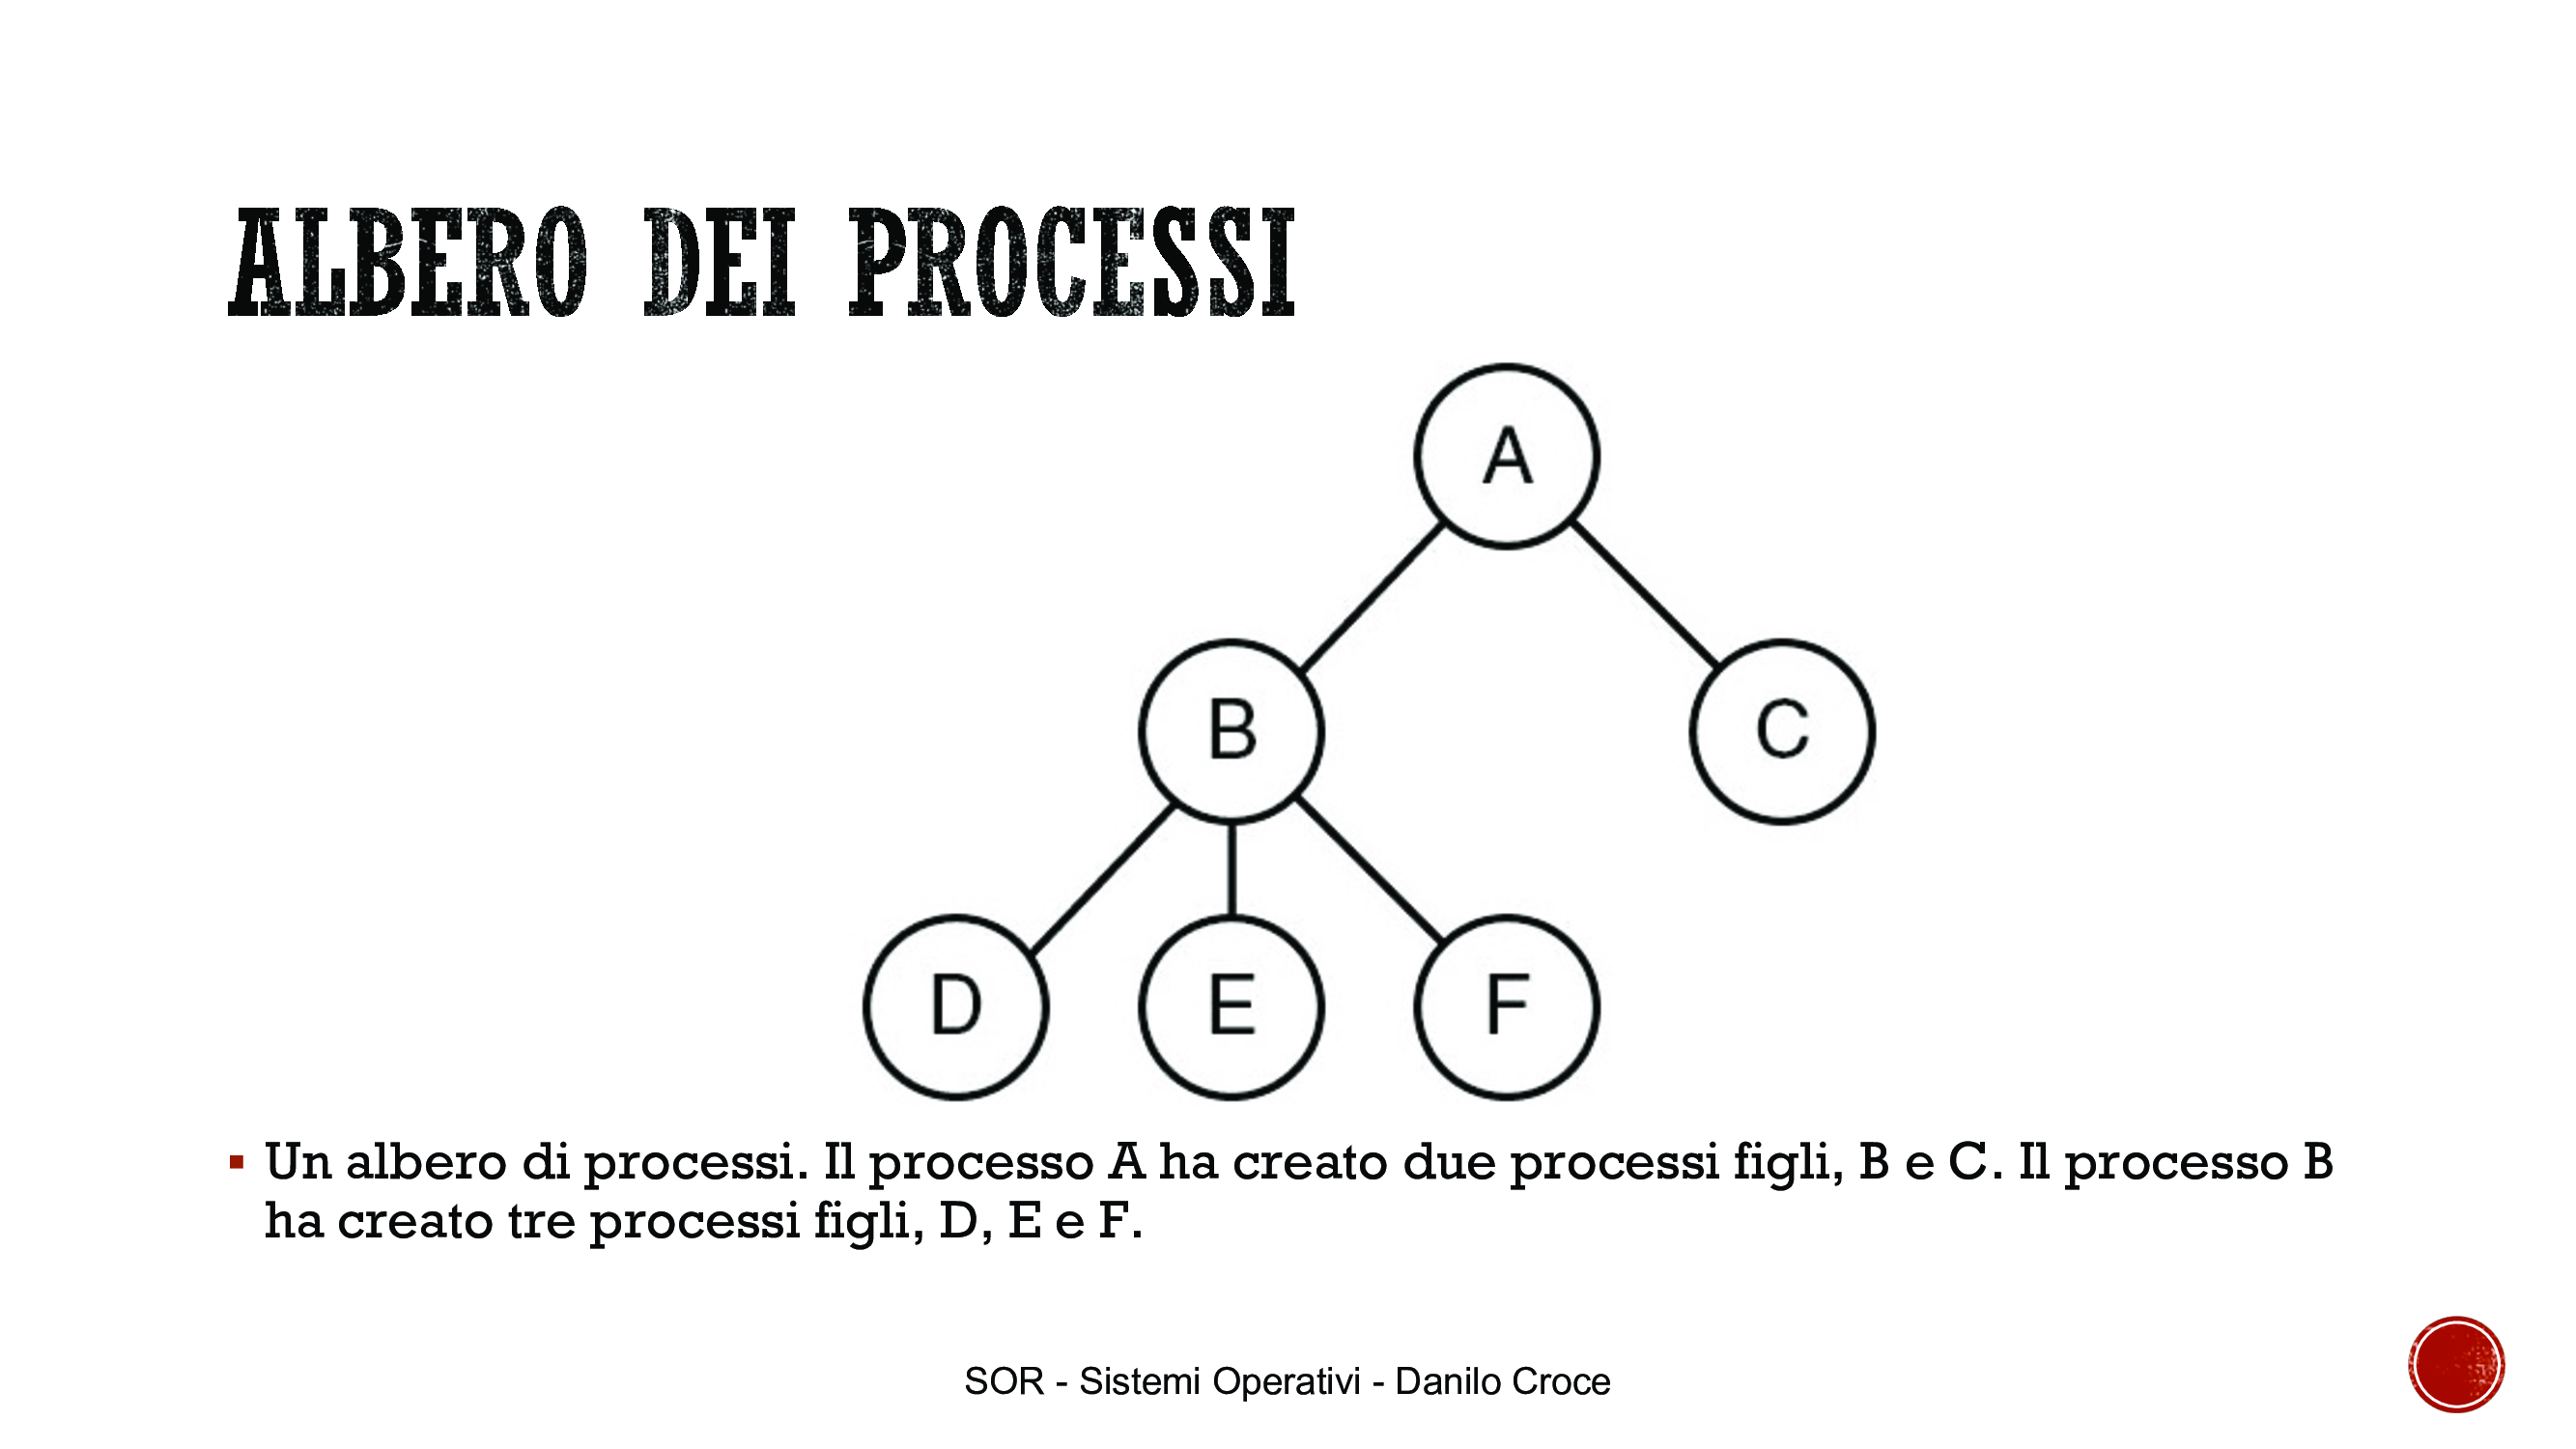 ALBERO DEI PROCESSI
A
B
C
D
E
F
▪ Un albero di processi. Il processo A ha creato due processi figli, B e C. Il processo B
ha creato tre processi figli, D, E e F.
SOR - Sistemi Operativi - Danilo Croce